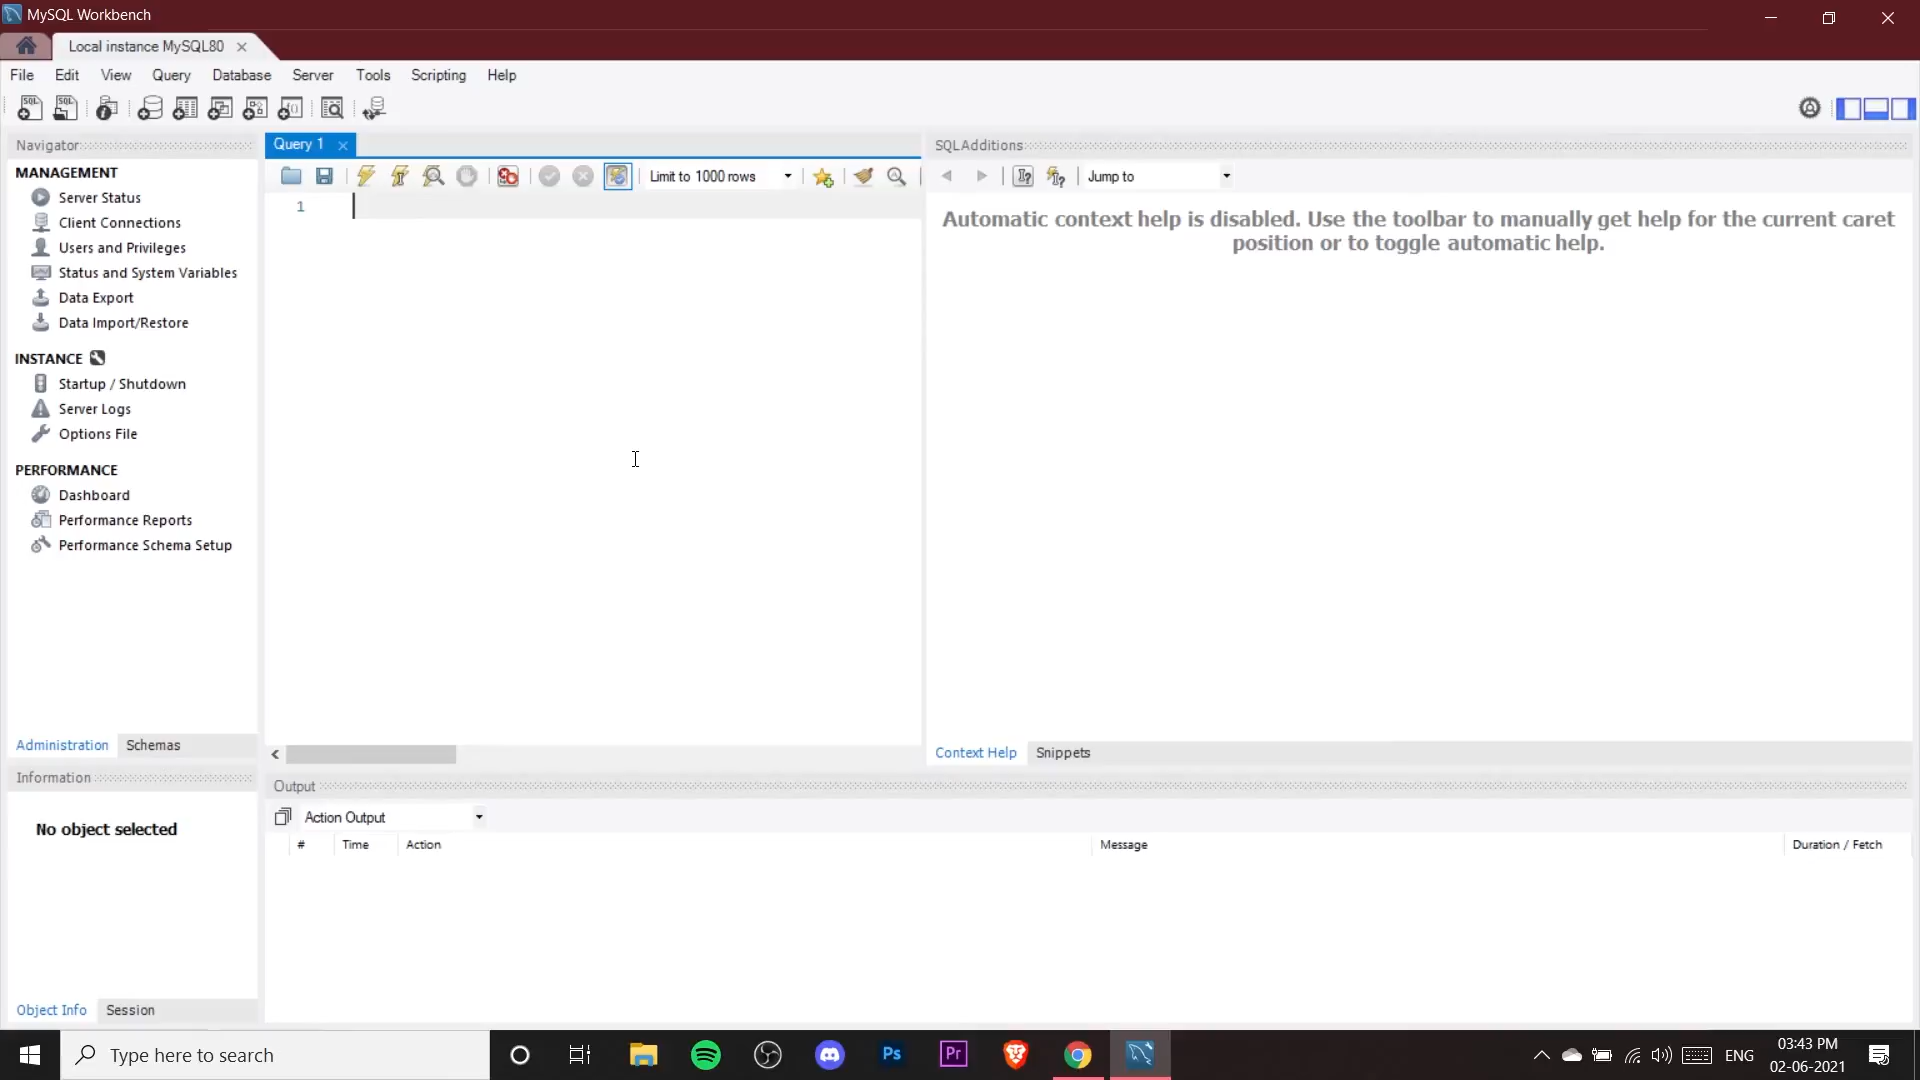 MySQL Workbench
Local instance MySQL80
File Edit View Query Database Server Tools Scripting Help
Navigator
MANAGEMENT
Server Status
Client Connections
Users and Privileges
Status and System Variables
Data Export
Data Import/Restore
INSTANCE
Startup / Shutdown
Server Logs
Options File
PERFORMANCE
Dashboard
Performance Reports
Performance Schema Setup
Administration Schemas
Information
No object selected
Object Info Session
Query 1
Limit to 1000 rows
1
SQLAdditions
Jump to
Automatic context help is disabled. Use the toolbar to manually get help for the current caret
position or to toggle automatic help.
Context Help Snippets
Output
Action Output
# Time Action Message Duration / Fetch
Type here to search
Ps
Pr
ENG
03:43 PM
02-06-2021